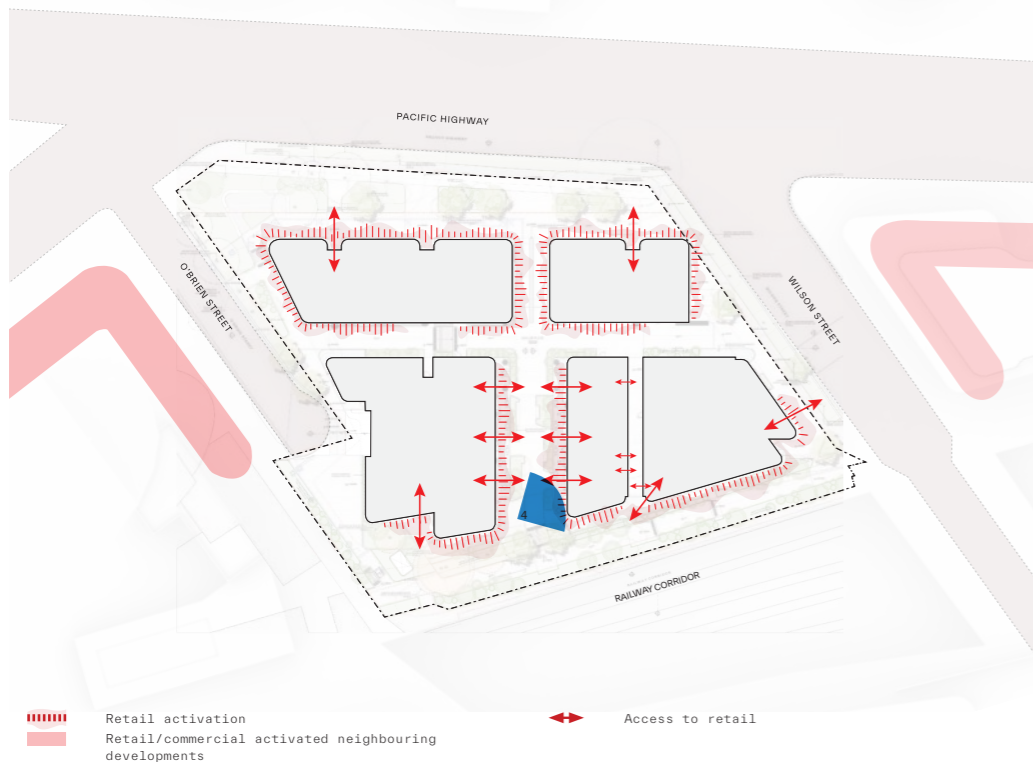 PACIFIC HIGHWAY
O'BRIEN STREET
WILSON STREET
4
RAILWAY CORRIDOR
Retail activation
Access to retail
Retail/commercial activated neighbouring
developments